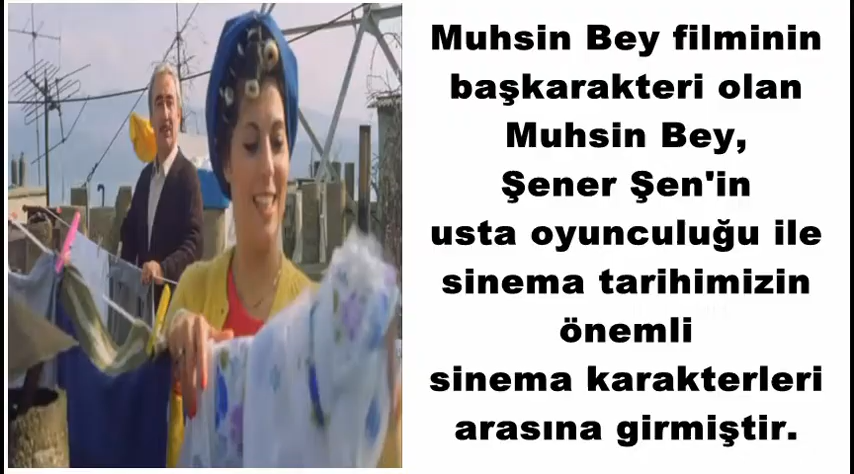 Muhsin Bey filminin
başkarakteri olan
Muhsin Bey,
Şener Şen'in
usta oyunculuğu ile
sinema tarihimizin
önemli
sinema karakterleri
arasına girmiştir.